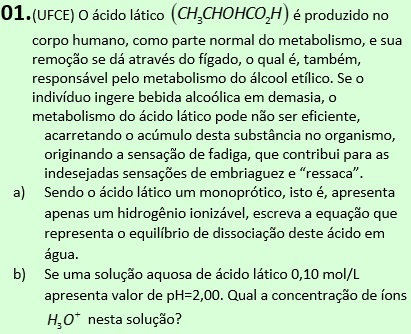 01.(UFCE) O ácido lático (CH₃CHOHCO₂H) é produzido no
corpo humano, como parte normal do metabolismo, e sua
remoção se dá através do fígado, o qual é, também,
responsável pelo metabolismo do álcool etílico. Se o
indivíduo ingere bebida alcoólica em demasia, o
metabolismo do ácido lático pode não ser eficiente,
acarretando o acúmulo desta substância no organismo,
originando a sensação de fadiga, que contribui para as
indesejadas sensações de embriaguez e “ressaca”.
a) Sendo o ácido lático um monoprótico, isto é, apresenta
apenas um hidrogênio ionizável, escreva a equação que
representa o equilíbrio de dissociação deste ácido em
água.
b) Se uma solução aquosa de ácido lático 0,10 mol/L
apresenta valor de pH=2,00. Qual a concentração de íons
H₃O⁺ nesta solução?